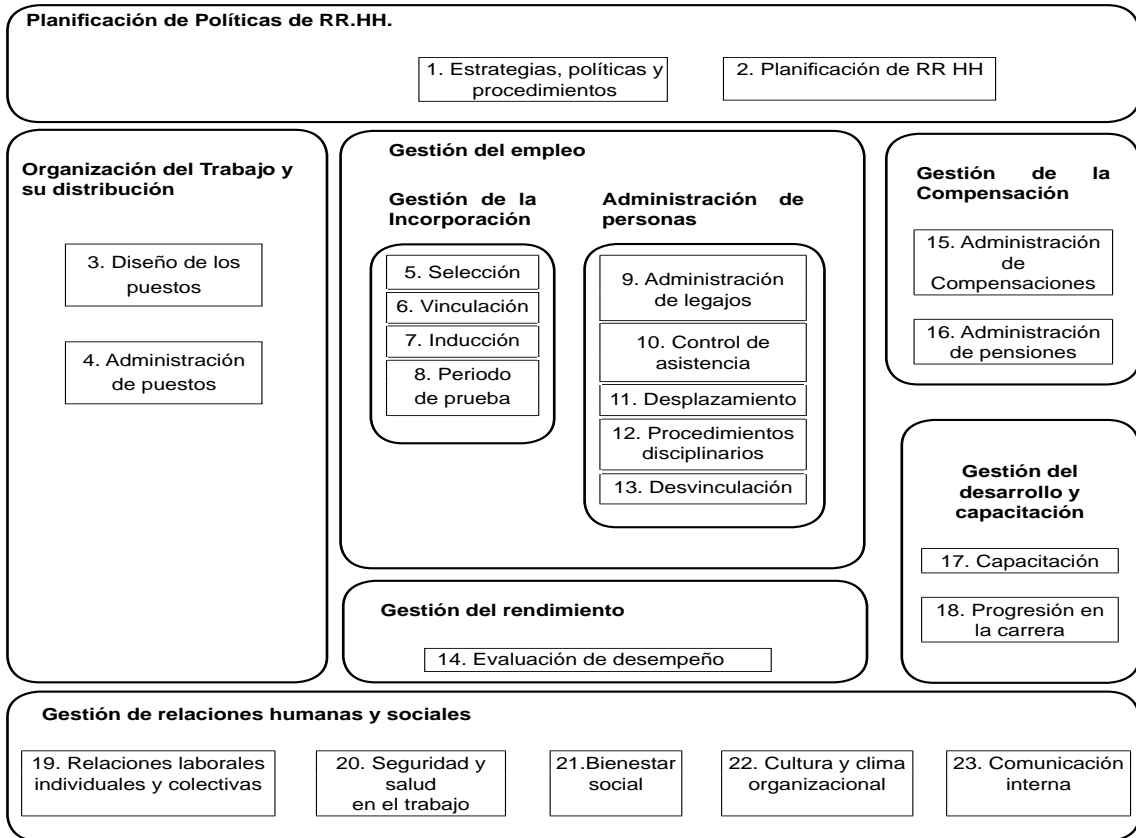 Planificación de Políticas de RR.HH.
1. Estrategias, políticas y
procedimientos
2. Planificación de RR HH
Organización del Trabajo y
su distribución
3. Diseño de los
puestos
4. Administración
de puestos
Gestión del empleo
Gestión de la
Incorporación
5. Selección
6. Vinculación
7. Inducción
8. Periodo
de prueba
Administración de
personas
9. Administración
de legajos
10. Control de
asistencia
11. Desplazamiento
12. Procedimientos
disciplinarios
13. Desvinculación
Gestión del rendimiento
14. Evaluación de desempeño
Gestión de la
Compensación
15. Administración
de
Compensaciones
16. Administración
de pensiones
Gestión del
desarrollo y
capacitación
17. Capacitación
18. Progresión en
la carrera
Gestión de relaciones humanas y sociales
19. Relaciones laborales
individuales y colectivas
20. Seguridad y
salud
en el trabajo
21.Bienestar
social
22. Cultura y clima
organizacional
23. Comunicación
interna